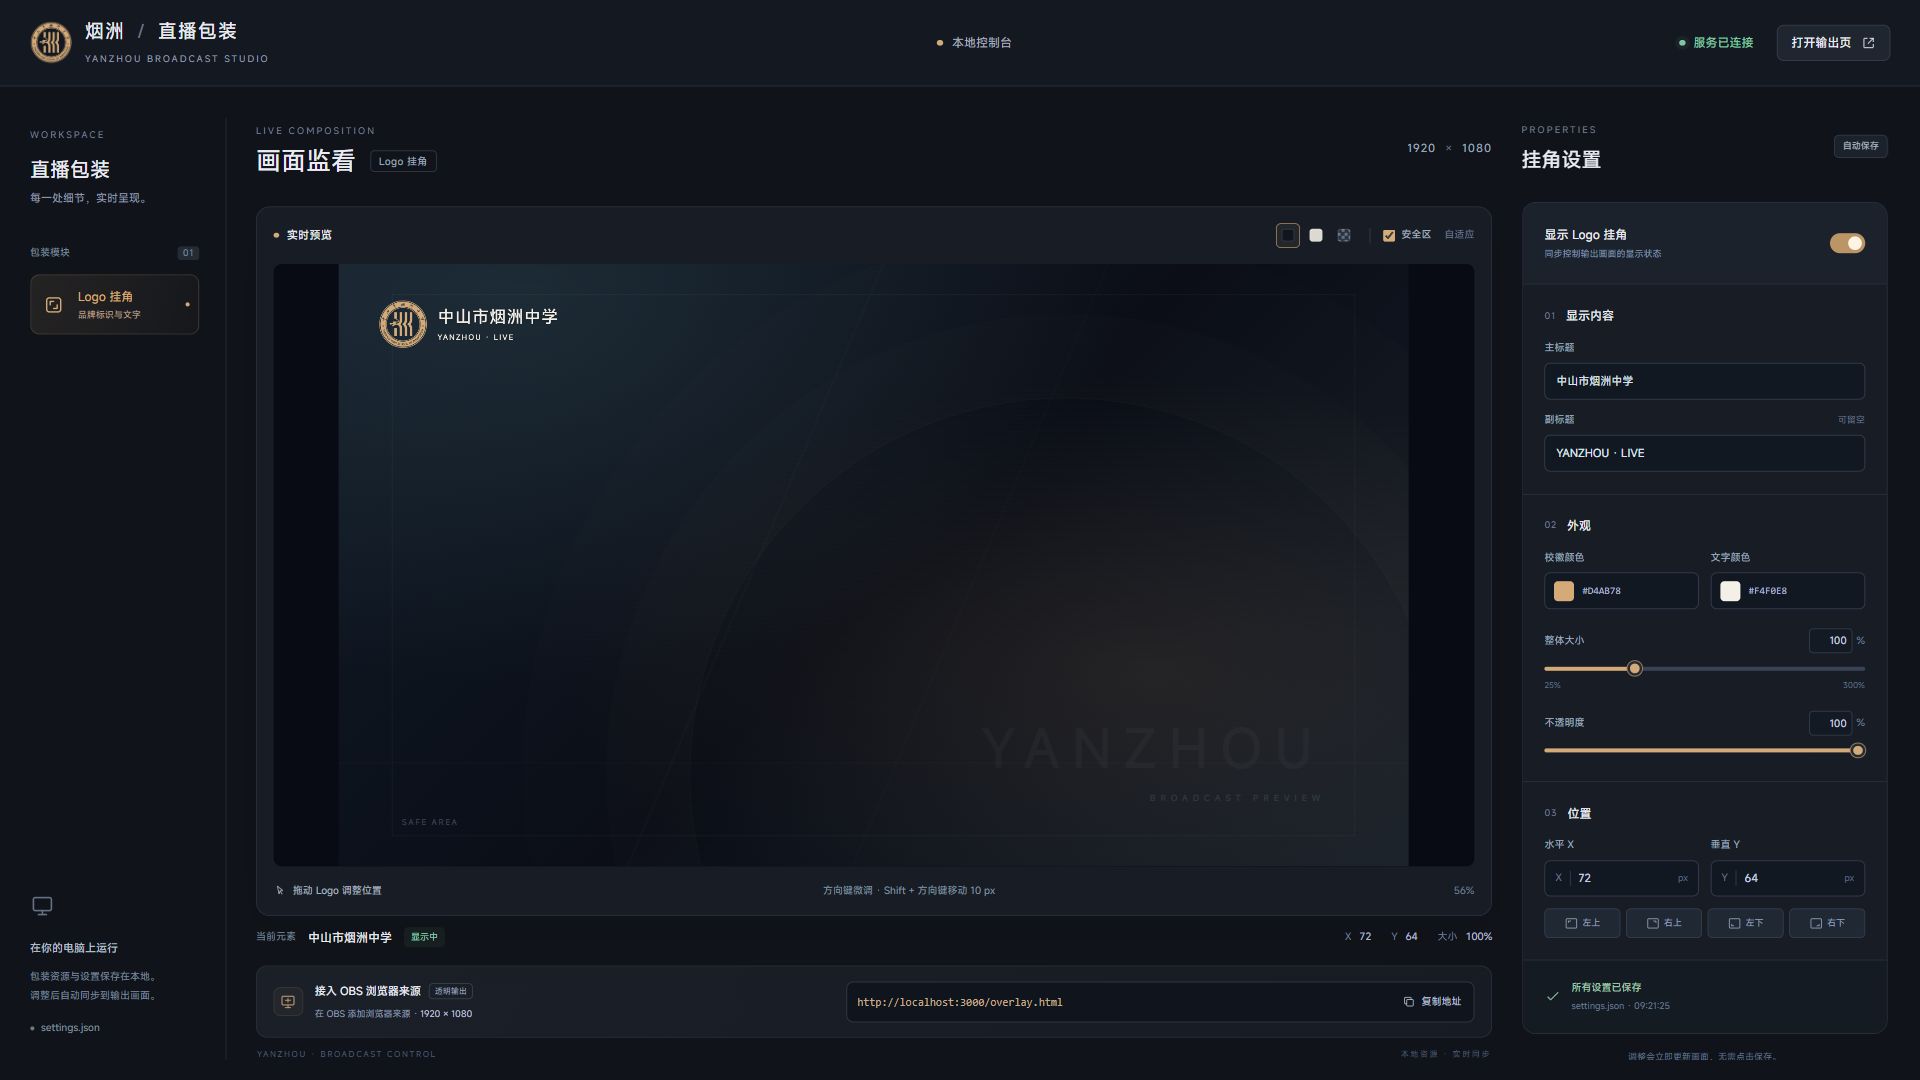 烟洲 / 直播包装
YANZHOU BROADCAST STUDIO
本地控制台
服务已连接
打开输出页
WORKSPACE
直播包装
每一处细节，实时呈现。
包装模块
01
Logo 挂角
品牌标识与文字
在你的电脑上运行
包装资源与设置保存在本地。
调整后自动同步到输出画面。
settings.json
LIVE COMPOSITION
画面监看
Logo 挂角
1920 × 1080
实时预览
安全区
自适应
中山市烟洲中学
YANZHOU · LIVE
YANZHOU
BROADCAST PREVIEW
SAFE AREA
拖动 Logo 调整位置
方向键微调 · Shift + 方向键移动 10 px
56%
当前元素
中山市烟洲中学
显示中
X 72
Y 64
大小 100%
接入 OBS 浏览器来源
透明输出
在 OBS 添加浏览器来源 · 1920 × 1080
http://localhost:3000/overlay.html
复制地址
YANZHOU · BROADCAST CONTROL
本地资源 · 实时同步
PROPERTIES
挂角设置
自动保存
显示 Logo 挂角
同步控制输出画面的显示状态
01 显示内容
主标题
中山市烟洲中学
副标题
可留空
YANZHOU · LIVE
02 外观
校徽颜色
文字颜色
#D4AB78
#F4F0E8
整体大小
100 %
25%
300%
不透明度
100 %
03 位置
水平 X
垂直 Y
X 72 px
Y 64 px
左上
右上
左下
右下
所有设置已保存
settings.json · 09:21:25
调整会立即更新画面，无需点击保存。